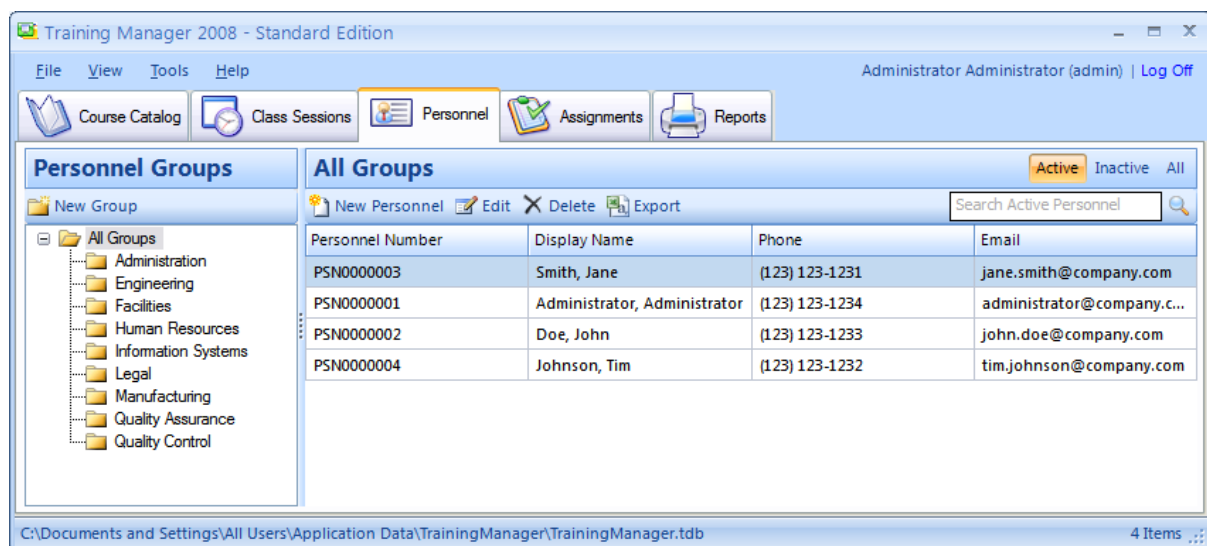 Training Manager 2008 - Standard Edition
File View Tools Help Administrator Administrator (admin) | Log Off
Course Catalog Class Sessions Personnel Assignments Reports
Personnel Groups All Groups Active Inactive All
New Group New Personnel Edit Delete Export Search Active Personnel
All Groups Personnel Number Display Name Phone Email
Administration
Engineering
Facilities
Human Resources
Information Systems
Legal
Manufacturing
Quality Assurance
Quality Control
PSN0000003 Smith, Jane (123) 123-1231 jane.smith@company.com
PSN0000001 Administrator, Administrator (123) 123-1234 administrator@company.c...
PSN0000002 Doe, John (123) 123-1233 john.doe@company.com
PSN0000004 Johnson, Tim (123) 123-1232 tim.johnson@company.com
C:\Documents and Settings\All Users\Application Data\TrainingManager\TrainingManager.tdb 4 Items